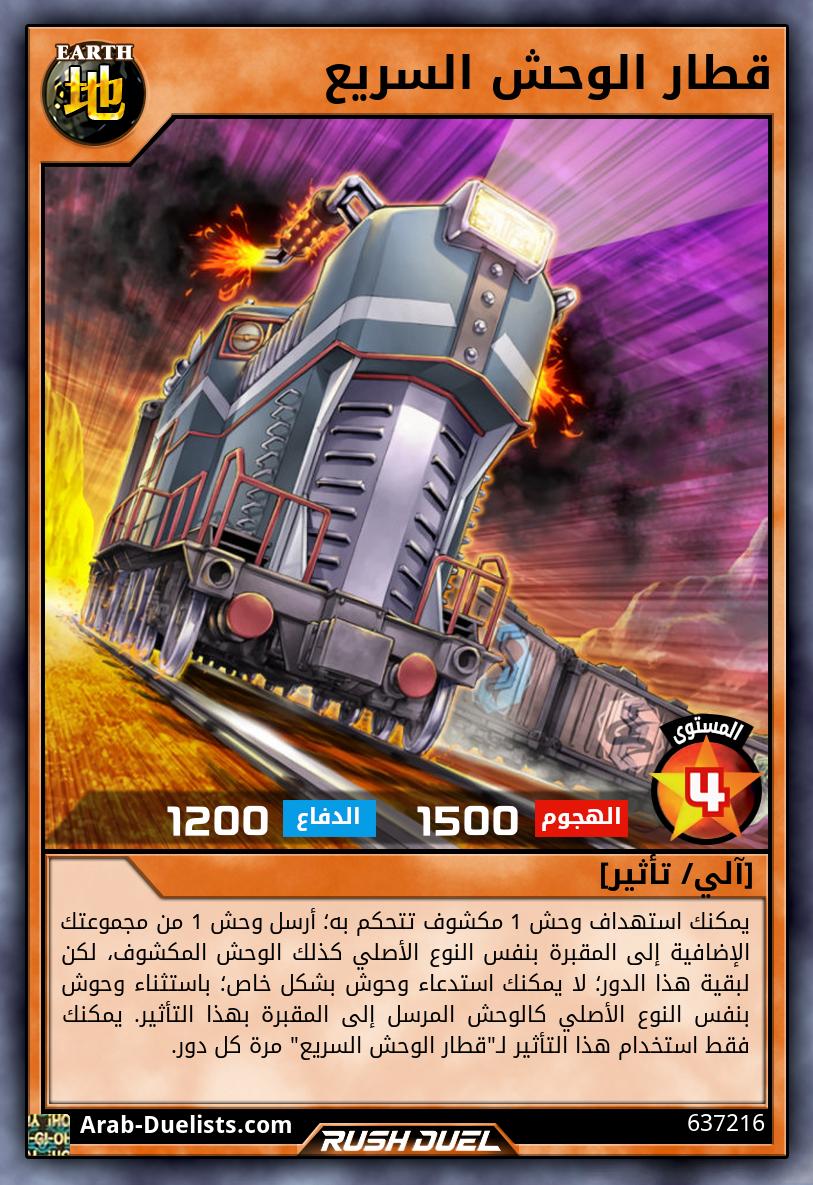 EARTH
地
قطار الوحش السريع
المستوى
4
الهجوم 1500 الدفاع 1200
[آلي/ تأثير]
يمكنك استهداف وحش 1 مكشوف تتحكم به؛ أرسل وحش 1 من مجموعتك
الإضافية إلى المقبرة بنفس النوع الأصلي كذلك الوحش المكشوف، لكن
لبقية هذا الدور؛ لا يمكنك استدعاء وحوش بشكل خاص؛ باستثناء وحوش
بنفس النوع الأصلي كالوحش المرسل إلى المقبرة بهذا التأثير. يمكنك
فقط استخدام هذا التأثير لـ"قطار الوحش السريع" مرة كل دور.
Arab-Duelists.com
RUSH DUEL
637216